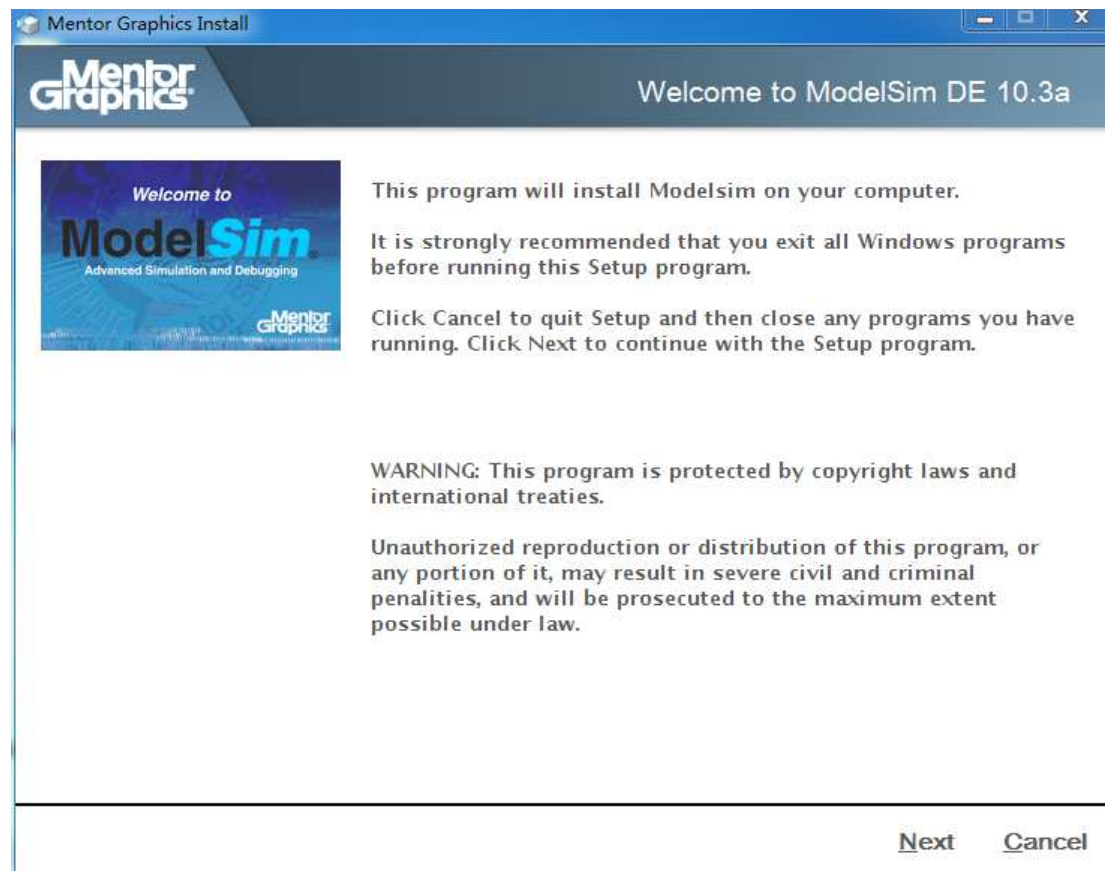 Mentor Graphics Install
Mentor
Graphics
Welcome to ModelSim DE 10.3a
Welcome to
ModelSim®
Advanced Simulation and Debugging
Mentor
Graphics
This program will install Modelsim on your computer.
It is strongly recommended that you exit all Windows programs
before running this Setup program.
Click Cancel to quit Setup and then close any programs you have
running. Click Next to continue with the Setup program.
WARNING: This program is protected by copyright laws and
international treaties.
Unauthorized reproduction or distribution of this program, or
any portion of it, may result in severe civil and criminal
penalities, and will be prosecuted to the maximum extent
possible under law.
Next Cancel